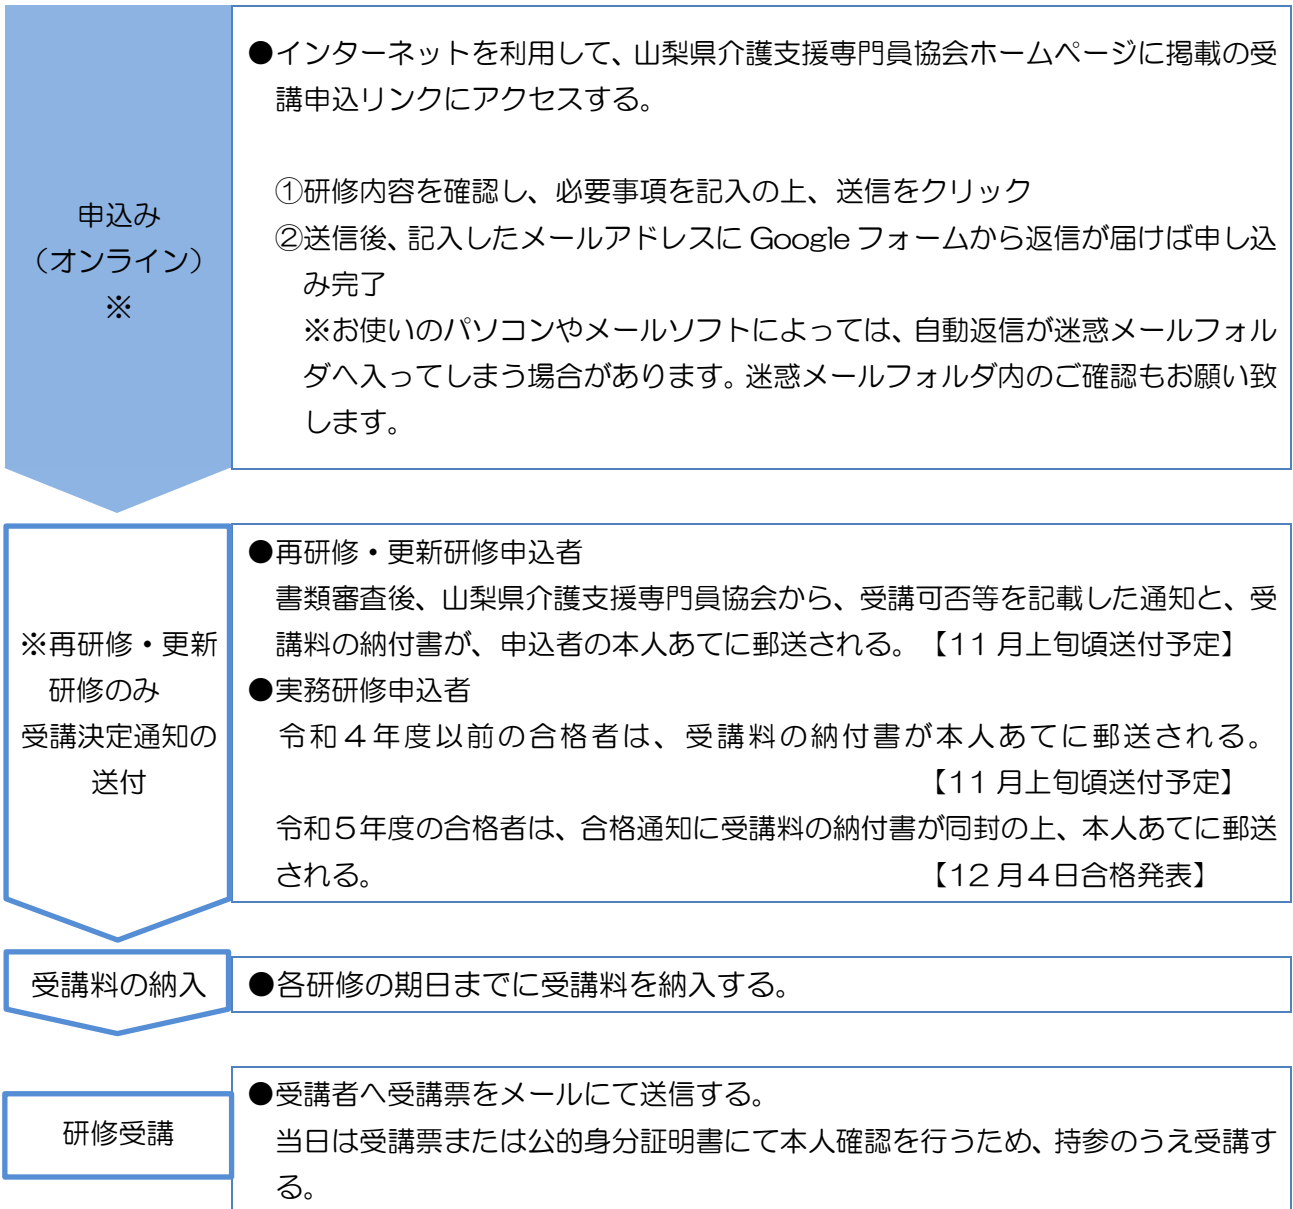 申込み
（オンライン）
※
●インターネットを利用して、山梨県介護支援専門員協会ホームページに掲載の受
講申込リンクにアクセスする。
①研修内容を確認し、必要事項を記入の上、送信をクリック
②送信後、記入したメールアドレスに Google フォームから返信が届けば申し込
み完了
※お使いのパソコンやメールソフトによっては、自動返信が迷惑メールフォル
ダへ入ってしまう場合があります。迷惑メールフォルダ内のご確認もお願い致
します。
※再研修・更新
研修のみ
受講決定通知の
送付
●再研修・更新研修申込者
書類審査後、山梨県介護支援専門員協会から、受講可否等を記載した通知と、受
講料の納付書が、申込者の本人あてに郵送される。【11 月上旬頃送付予定】
●実務研修申込者
令和４年度以前の合格者は、受講料の納付書が本人あてに郵送される。
【11 月上旬頃送付予定】
令和５年度の合格者は、合格通知に受講料の納付書が同封の上、本人あてに郵送
される。 【12 月４日合格発表】
受講料の納入
●各研修の期日までに受講料を納入する。
研修受講
●受講者へ受講票をメールにて送信する。
当日は受講票または公的身分証明書にて本人確認を行うため、持参のうえ受講す
る。